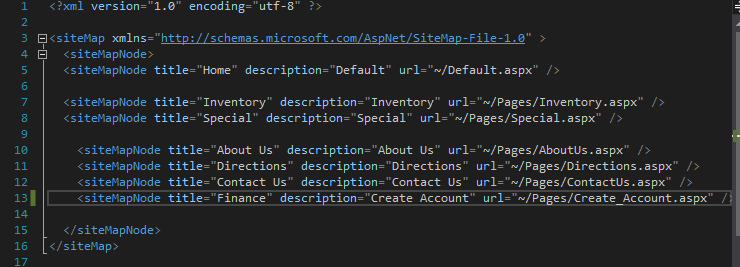 1 <?xml version="1.0" encoding="utf-8" ?>
2
3 <siteMap xmlns="http://schemas.microsoft.com/AspNet/SiteMap-File-1.0" >
4 <siteMapNode>
5 <siteMapNode title="Home" description="Default" url="~/Default.aspx" />
6
7 <siteMapNode title="Inventory" description="Inventory" url="~/Pages/Inventory.aspx" />
8 <siteMapNode title="Special" description="Special" url="~/Pages/Special.aspx" />
9
10 <siteMapNode title="About Us" description="About Us" url="~/Pages/AboutUs.aspx" />
11 <siteMapNode title="Directions" description="Directions" url="~/Pages/Directions.aspx" />
12 <siteMapNode title="Contact Us" description="Contact Us" url="~/Pages/ContactUs.aspx" />
13 <siteMapNode title="Finance" description="Create Account" url="~/Pages/Create_Account.aspx" /
14
15 </siteMapNode>
16 </siteMap>
17